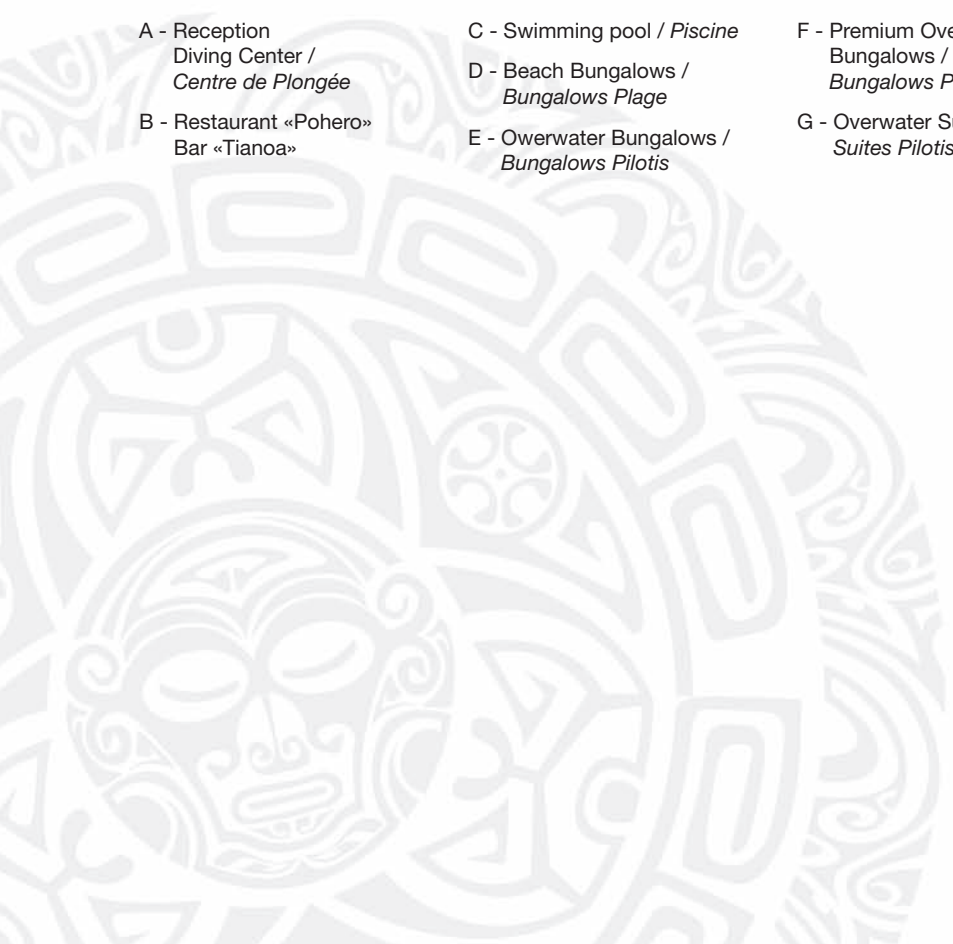 A - Reception
Diving Center /
Centre de Plongée
B - Restaurant «Pohero»
Bar «Tianoa»
C - Swimming pool / Piscine
D - Beach Bungalows /
Bungalows Plage
E - Owerwater Bungalows /
Bungalows Pilotis
F - Premium
Bungalows /
Bungalows
G - Overwater
Suites Pilotis